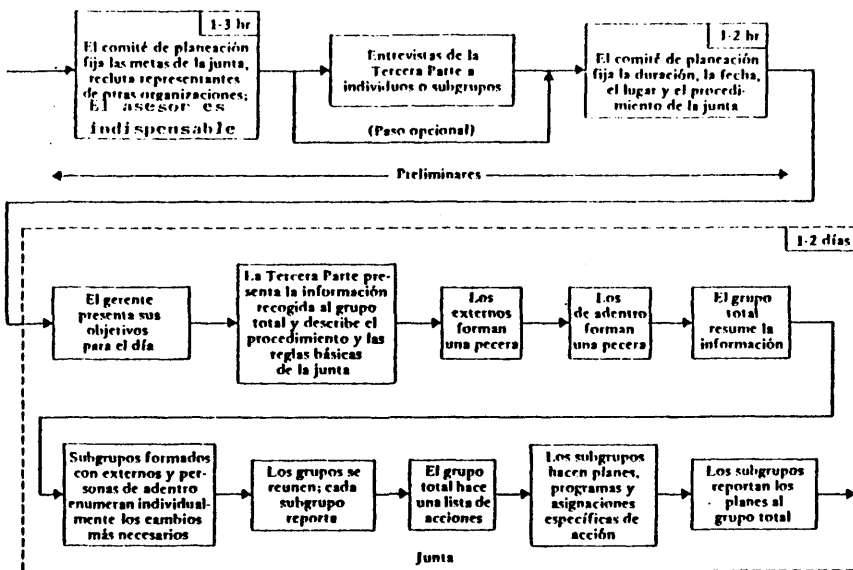 1-3 hr
El comité de planeación
fija las metas de la junta,
recluta representantes
de otras organizaciones;
El asesor es
indispensable
Entrevistas de la
Tercera Parte a
individuos o subgrupos
(Paso opcional)
1-2 hr
El comité de planeación
fija la duración, la fecha,
el lugar y el procedi-
miento de la junta
Preliminares
1-2 días
El gerente
presenta sus
objetivos
para el día
La Tercera Parte pre-
senta la información
recogida al grupo
total y describe el
procedimiento y las
reglas básicas
de la junta
Los
externos
forman
una pecera
Los
de adentro
forman
una pecera
El grupo
total
resume la
información
Subgrupos formados
con externos y per-
sonas de adentro
enumeran individual-
mente los cambios
más necesarios
Los grupos se
reunen; cada
subgrupo
reporta
El grupo
total hace
una lista de
acciones
Los subgrupos
hacen planes,
programas y
asignaciones
específicas de
acción
Los subgrupos
reportan los
planes al
grupo total
Junta